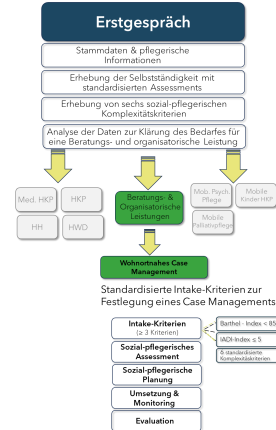 Erstgespräch
Stammdaten & pflegerische
Informationen
Erhebung der Selbstständigkeit mit
standardisierten Assessments
Erhebung von sechs sozial-pflegerischen
Komplexitätskriterien
Analyse der Daten zur Klärung des Bedarfes für
eine Beratungs- und organisatorische Leistung
Med. HKP
HKP
HH
HWD
Beratungs- &
Organisatorische
Leistungen
Mob. Psych.
Pflege
Mobile
Kinder HKP
Mobile
Palliativpflege
Wohnortnahes Case
Management
Standardisierte Intake-Kriterien zur
Festlegung eines Case Managements
Intake-Kriterien
(≥ 3 Kriterien)
Barthel - Index < 85
IADl-Index ≤ 5
6 standardisierte
Komplexitäskriterien
Sozial-pflegerisches
Assessment
Sozial-pflegerische
Planung
Umsetzung &
Monitoring
Evaluation